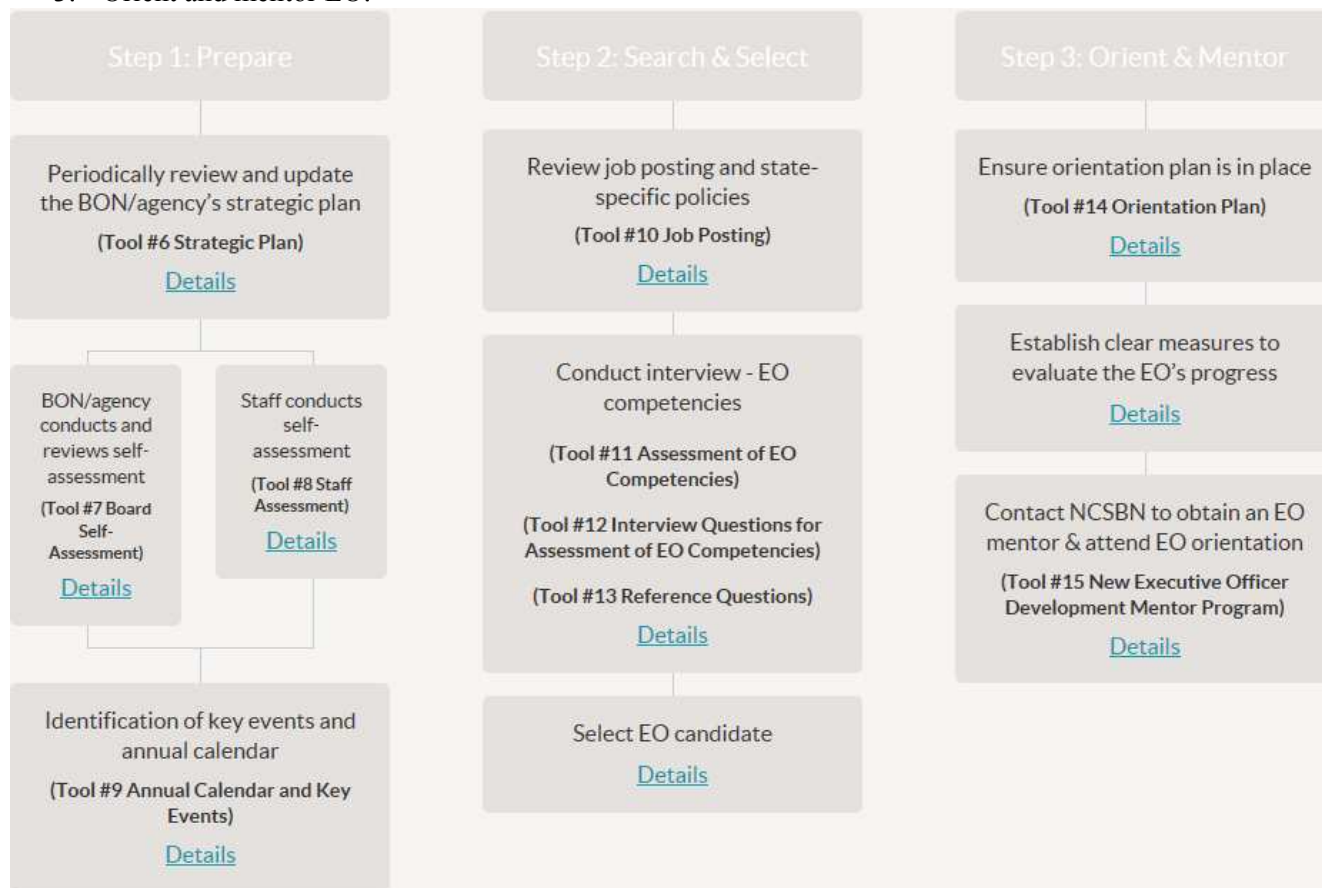 3. Orient and mentor EO.
Step 1: Prepare
Periodically review and update
the BON/agency's strategic plan
(Tool #6 Strategic Plan)
Details
BON/agency
conducts and
reviews self-
assessment
(Tool #7 Board
Self-
Assessment)
Details
Staff conducts
self-
assessment
(Tool #8 Staff
Assessment)
Details
Identification of key events and
annual calendar
(Tool #9 Annual Calendar and Key
Events)
Details
Step 2: Search & Select
Review job posting and state-
specific policies
(Tool #10 Job Posting)
Details
Conduct interview - EO
competencies
(Tool #11 Assessment of EO
Competencies)
(Tool #12 Interview Questions for
Assessment of EO Competencies)
(Tool #13 Reference Questions)
Details
Select EO candidate
Details
Step 3: Orient & Mentor
Ensure orientation plan is in place
(Tool #14 Orientation Plan)
Details
Establish clear measures to
evaluate the EO's progress
Details
Contact NCSBN to obtain an EO
mentor & attend EO orientation
(Tool #15 New Executive Officer
Development Mentor Program)
Details